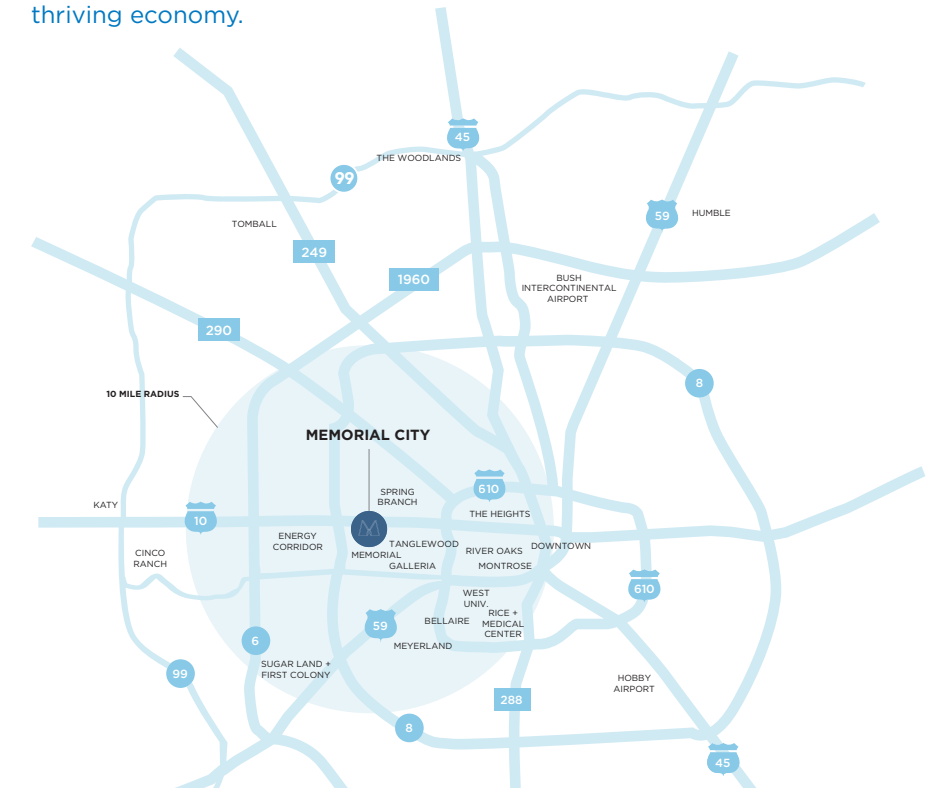 thriving economy.
45
THE WOODLANDS
99
59
HUMBLE
TOMBALL
249
1960
BUSH
INTERCONTINENTAL
AIRPORT
290
8
10 MILE RADIUS
MEMORIAL CITY
610
SPRING
BRANCH
KATY
10
THE HEIGHTS
ENERGY
CORRIDOR
TANGLEWOOD
DOWNTOWN
RIVER OAKS
MEMORIAL
CINCO
RANCH
GALLERIA
MONTROSE
610
WEST
UNIV.
RICE +
MEDICAL
CENTER
BELLAIRE
59
6
MEYERLAND
SUGAR LAND +
FIRST COLONY
99
HOBBY
AIRPORT
288
8
45